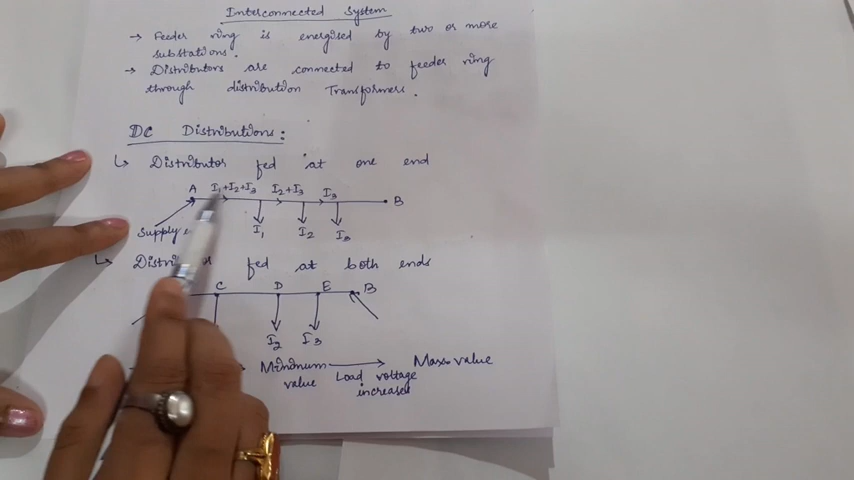 Interconnected System
→ Feeder ring is energised by two or more
substations.
→ Distributors are connected to feeder ring
through distribution Transformers.
DC Distributions:
↳ Distributor fed at one end
A I₁+I₂+I₃ I₂+I₃ I₃ B
Supply I₁ I₂ I₃
↳ fed at both ends
C D E B
I₂ I₃
Minimum → Max. value
value Load voltage
increases